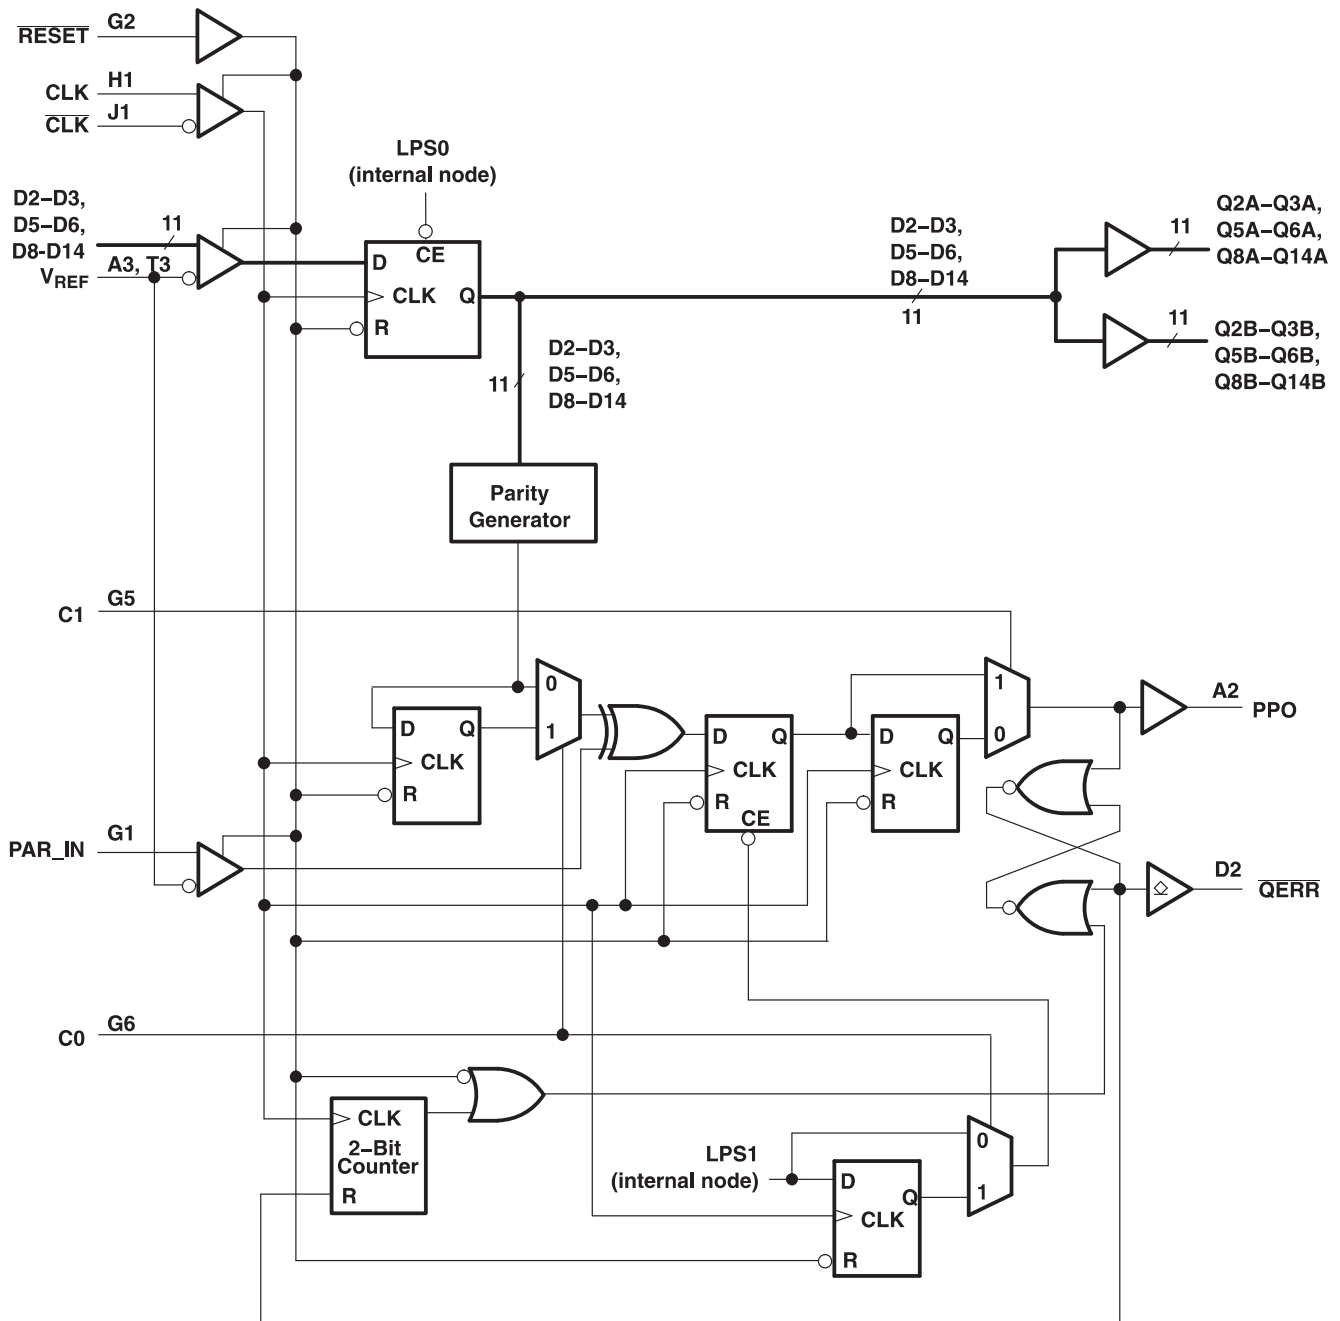 RESET G2
CLK H1
CLK J1
LPS0
(internal node)
D2–D3,
D5–D6,
D8-D14
11
VREF A3, T3
D
CE
CLK
Q
R
D2–D3,
D5–D6,
D8–D14
11
Q2A–Q3A,
Q5A–Q6A,
Q8A–Q14A
11
Q2B–Q3B,
Q5B–Q6B,
Q8B–Q14B
11
D2–D3,
D5–D6,
D8–D14
11
Parity
Generator
C1 G5
0
1
D
Q
CLK
R
D
Q
CLK
R
CE
D
Q
CLK
R
1
0
A2
PPO
PAR_IN G1
D2
QERR
C0 G6
CLK
2–Bit
Counter
R
LPS1
(internal node)
D
Q
CLK
R
0
1